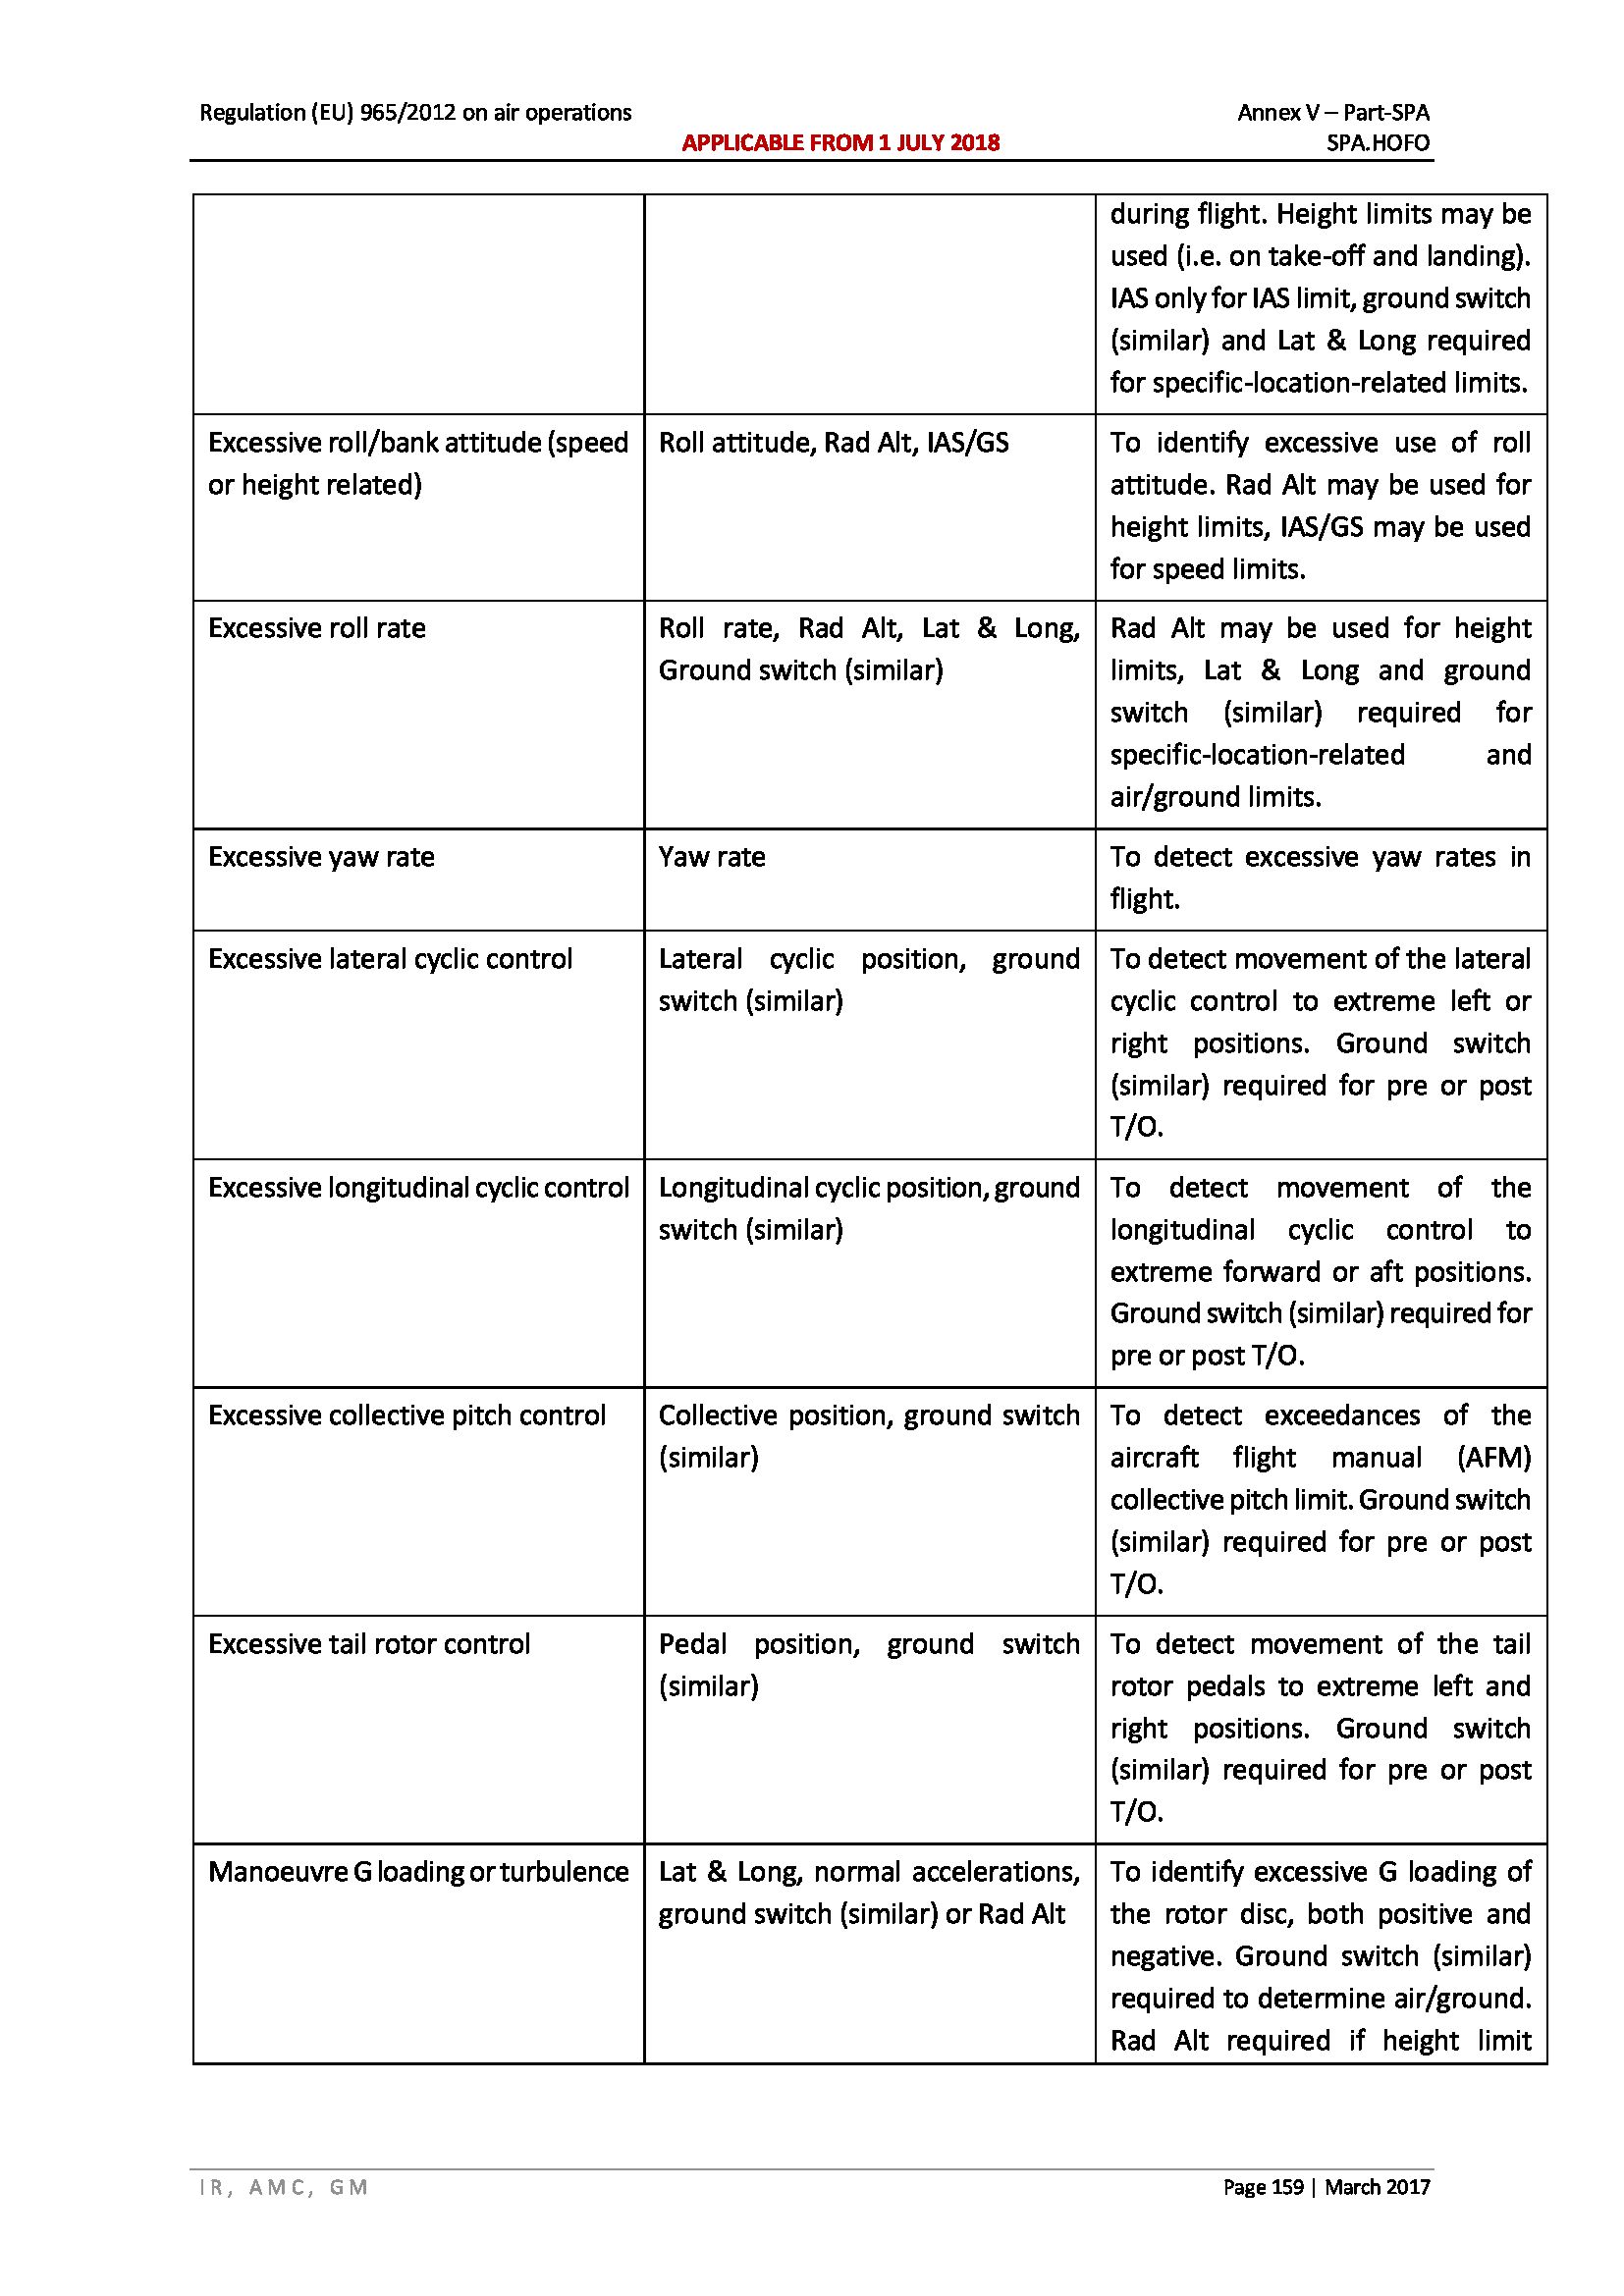 Regulation (EU) 965/2012 on air operations
Annex V – Part-SPA
APPLICABLE FROM 1 JULY 2018
SPA.HOFO
during flight. Height limits may be
used (i.e. on take-off and landing).
IAS only for IAS limit, ground switch
(similar) and Lat & Long required
for specific-location-related limits.
Excessive roll/bank attitude (speed
or height related)
Roll attitude, Rad Alt, IAS/GS
To identify excessive use of roll
attitude. Rad Alt may be used for
height limits, IAS/GS may be used
for speed limits.
Excessive roll rate
Roll rate, Rad Alt, Lat & Long,
Ground switch (similar)
Rad Alt may be used for height
limits, Lat & Long and ground
switch (similar) required for
specific-location-related and
air/ground limits.
Excessive yaw rate
Yaw rate
To detect excessive yaw rates in
flight.
Excessive lateral cyclic control
Lateral cyclic position, ground
switch (similar)
To detect movement of the lateral
cyclic control to extreme left or
right positions. Ground switch
(similar) required for pre or post
T/O.
Excessive longitudinal cyclic control
Longitudinal cyclic position, ground
switch (similar)
To detect movement of the
longitudinal cyclic control to
extreme forward or aft positions.
Ground switch (similar) required for
pre or post T/O.
Excessive collective pitch control
Collective position, ground switch
(similar)
To detect exceedances of the
aircraft flight manual (AFM)
collective pitch limit. Ground switch
(similar) required for pre or post
T/O.
Excessive tail rotor control
Pedal position, ground switch
(similar)
To detect movement of the tail
rotor pedals to extreme left and
right positions. Ground switch
(similar) required for pre or post
T/O.
Manoeuvre G loading or turbulence
Lat & Long, normal accelerations,
ground switch (similar) or Rad Alt
To identify excessive G loading of
the rotor disc, both positive and
negative. Ground switch (similar)
required to determine air/ground.
Rad Alt required if height limit
IR, AMC, GM
Page 159 | March 2017